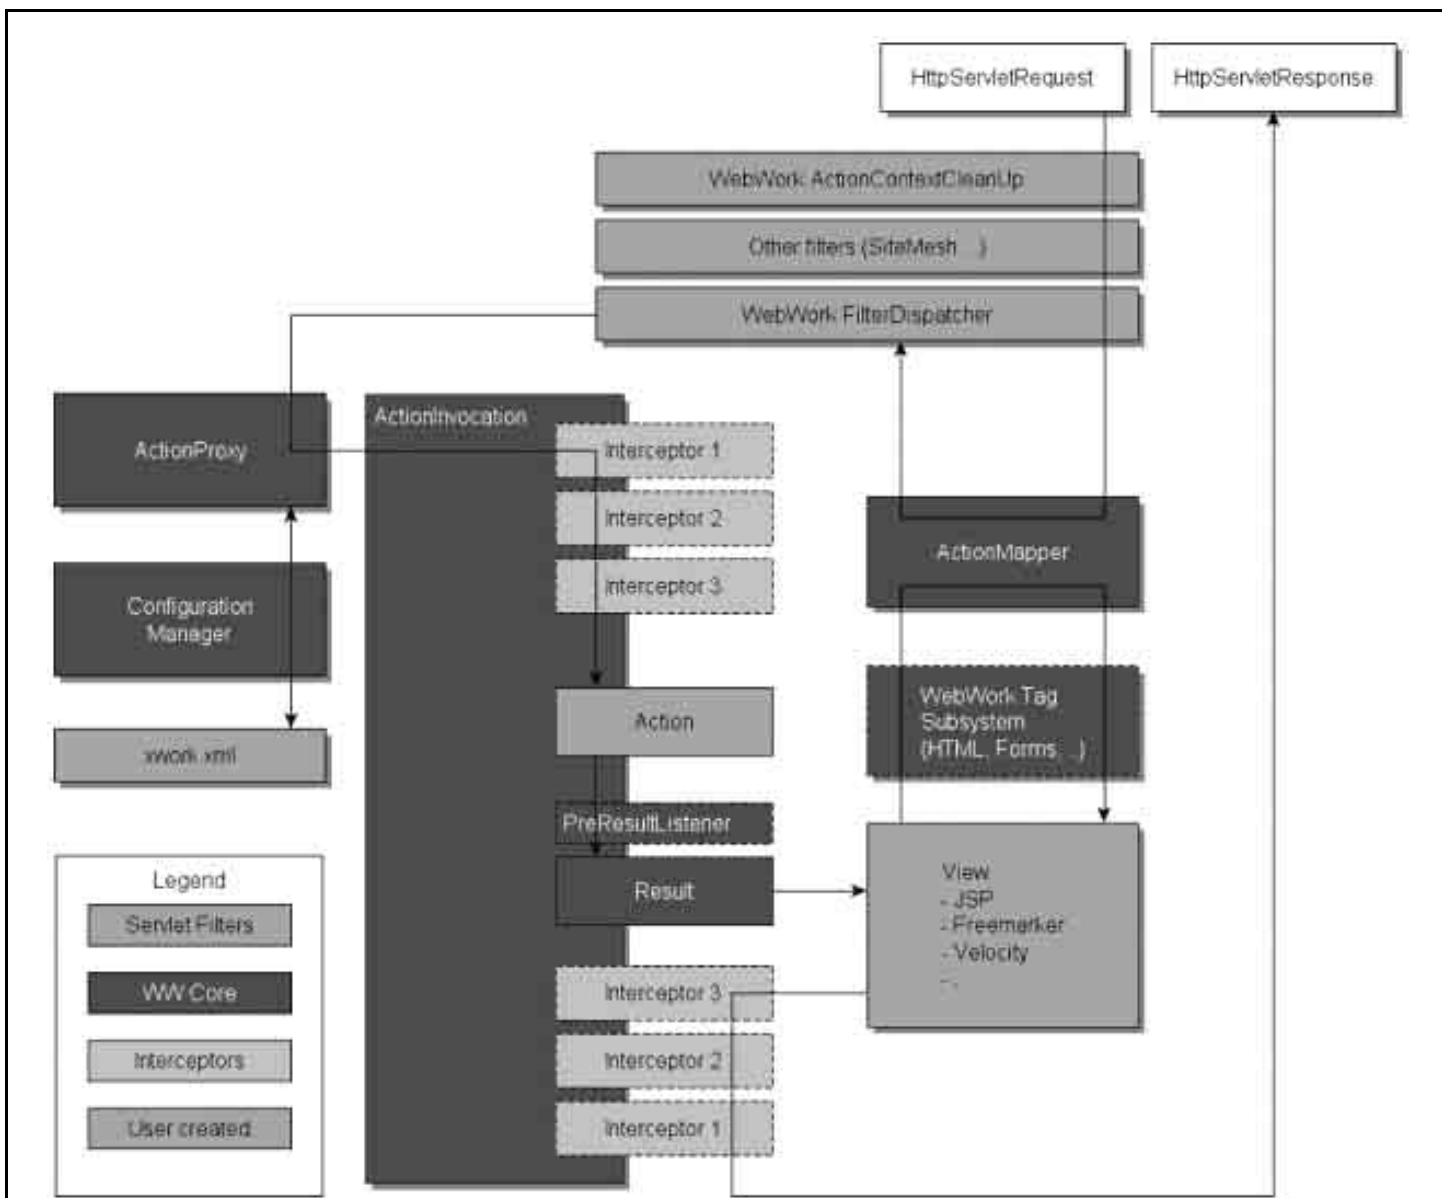 HttpServletRequest
HttpServletResponse
WebWork ActionContextCleanUp
Other filters (SiteMesh ...)
WebWork FilterDispatcher
ActionProxy
ActionInvocation
Interceptor 1
Interceptor 2
Interceptor 3
ActionMapper
Configuration
Manager
WebWork Tag
Subsystem
(HTML, Forms ...)
Action
xwork.xml
PreResultListener
Result
View
- JSP
- Freemarker
- Velocity
- ..
Interceptor 3
Interceptor 2
Interceptor 1
Legend
Servlet Filters
WW Core
Interceptors
User created